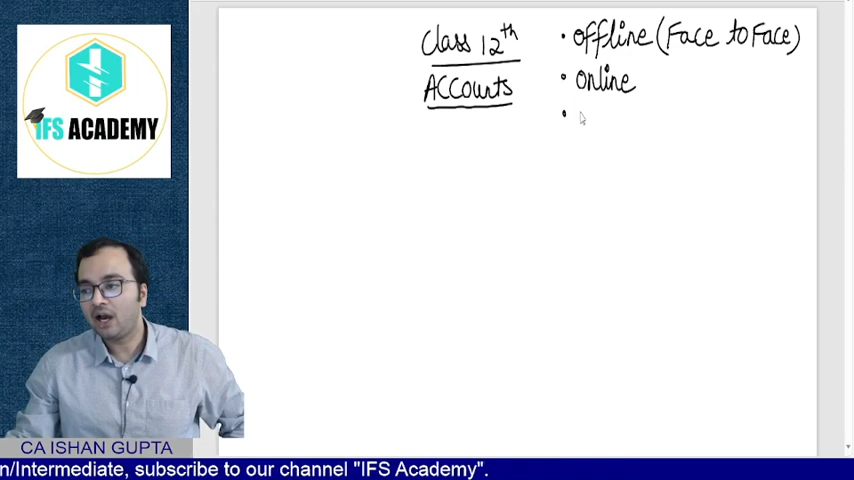 Class 12th
ACCounts
• offline (Face to Face)
• online
•
IFS ACADEMY
CA ISHAN GUPTA
n/Intermediate, subscribe to our channel "IFS Academy".